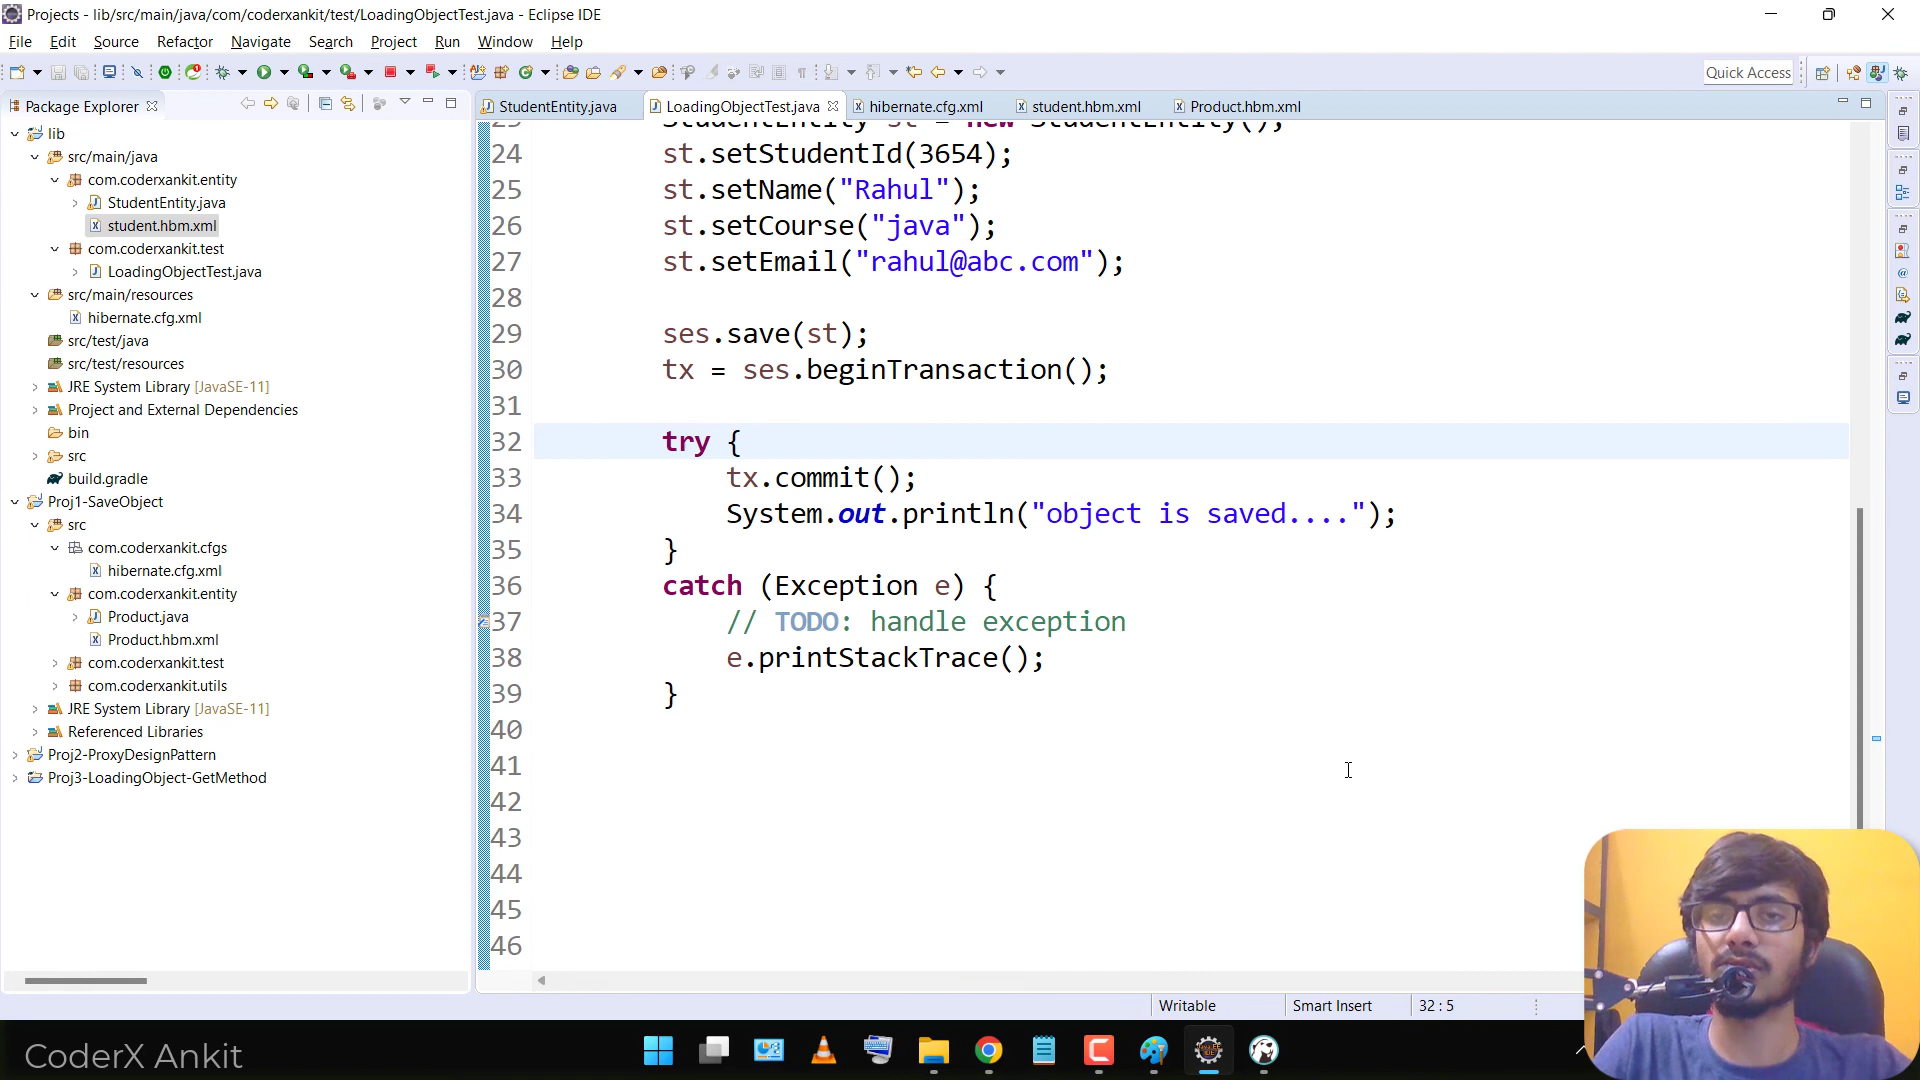 Projects - lib/src/main/java/com/coderxankit/test/LoadingObjectTest.java - Eclipse IDE
File Edit Source Refactor Navigate Search Project Run Window Help
Quick Access
Package Explorer
StudentEntity.java LoadingObjectTest.java hibernate.cfg.xml student.hbm.xml Product.hbm.xml
lib
src/main/java
com.coderxankit.entity
StudentEntity.java
student.hbm.xml
com.coderxankit.test
LoadingObjectTest.java
src/main/resources
hibernate.cfg.xml
src/test/java
src/test/resources
JRE System Library [JavaSE-11]
Project and External Dependencies
bin
src
build.gradle
Proj1-SaveObject
src
com.coderxankit.cfgs
hibernate.cfg.xml
com.coderxankit.entity
Product.java
Product.hbm.xml
com.coderxankit.test
com.coderxankit.utils
JRE System Library [JavaSE-11]
Referenced Libraries
Proj2-ProxyDesignPattern
Proj3-LoadingObject-GetMethod
23 StudentEntity st = new StudentEntity();
24 st.setStudentId(3654);
25 st.setName("Rahul");
26 st.setCourse("java");
27 st.setEmail("rahul@abc.com");
28
29 ses.save(st);
30 tx = ses.beginTransaction();
31
32 try {
33 tx.commit();
34 System.out.println("object is saved....");
35 }
36 catch (Exception e) {
37 // TODO: handle exception
38 e.printStackTrace();
39 }
40
41
42
43
44
45
46
Writable Smart Insert 32 : 5
CoderX Ankit